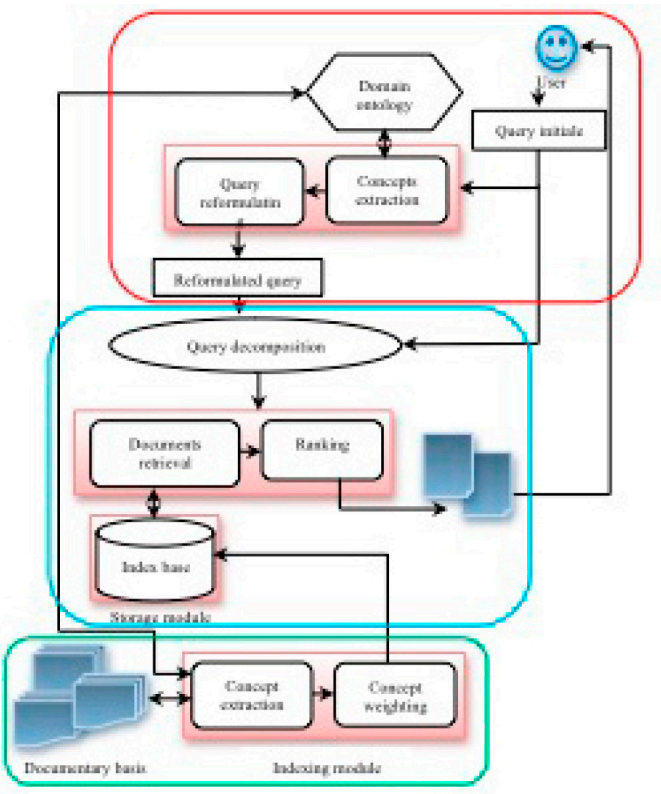 User
Domain
ontology
Query initiale
Query
reformulatin
Concepts
extraction
Reformulated query
Query decomposition
Documents
retrieval
Ranking
Index base
Storage module
Concept
extraction
Concept
weighting
Documentary basis
Indexing module